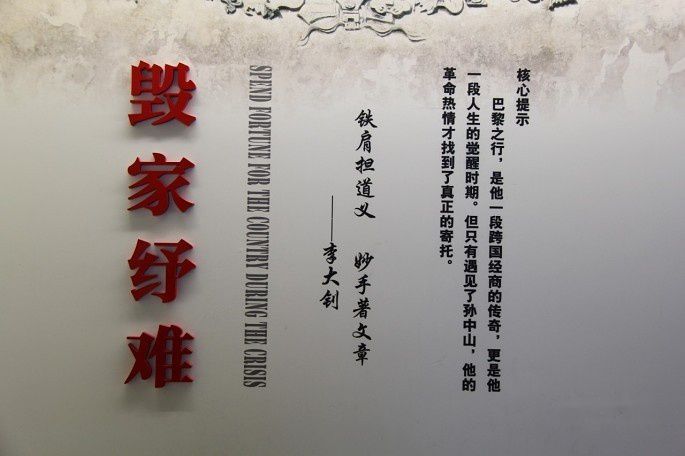 毁家纾难
SPEND FORTUNE FOR THE COUNTRY DURING THE CRISIS
铁肩担道义 妙手著文章
——李大钊
核心提示
巴黎之行，是他一段跨国经商的传奇，更是他
一段人生的觉醒时期。但只有遇见了孙中山，他的
革命热情才找到了真正的寄托。